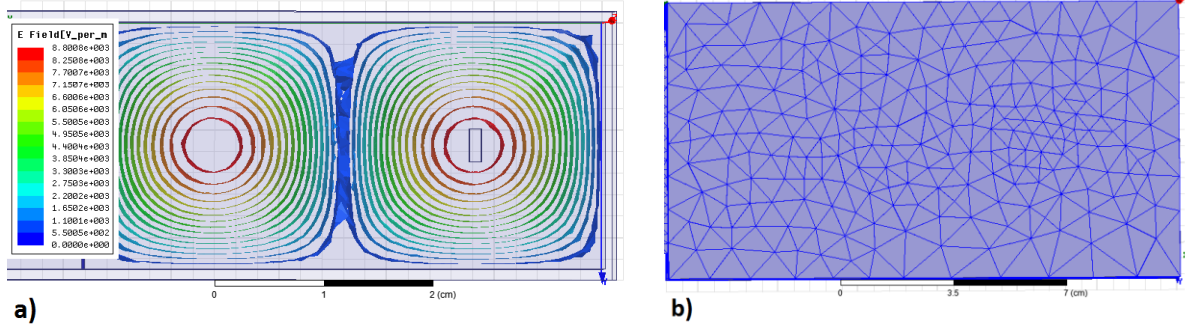 E Field[V_per_m
8.8008e+003
8.2508e+003
7.7007e+003
7.1507e+003
6.6006e+003
6.0506e+003
5.5005e+003
4.9505e+003
4.4004e+003
3.8504e+003
3.3003e+003
2.7503e+003
2.2002e+003
1.6502e+003
1.1001e+003
5.5005e+002
0.0000e+000
0 1 2 (cm)
a)
0 3.5 7 (cm)
b)